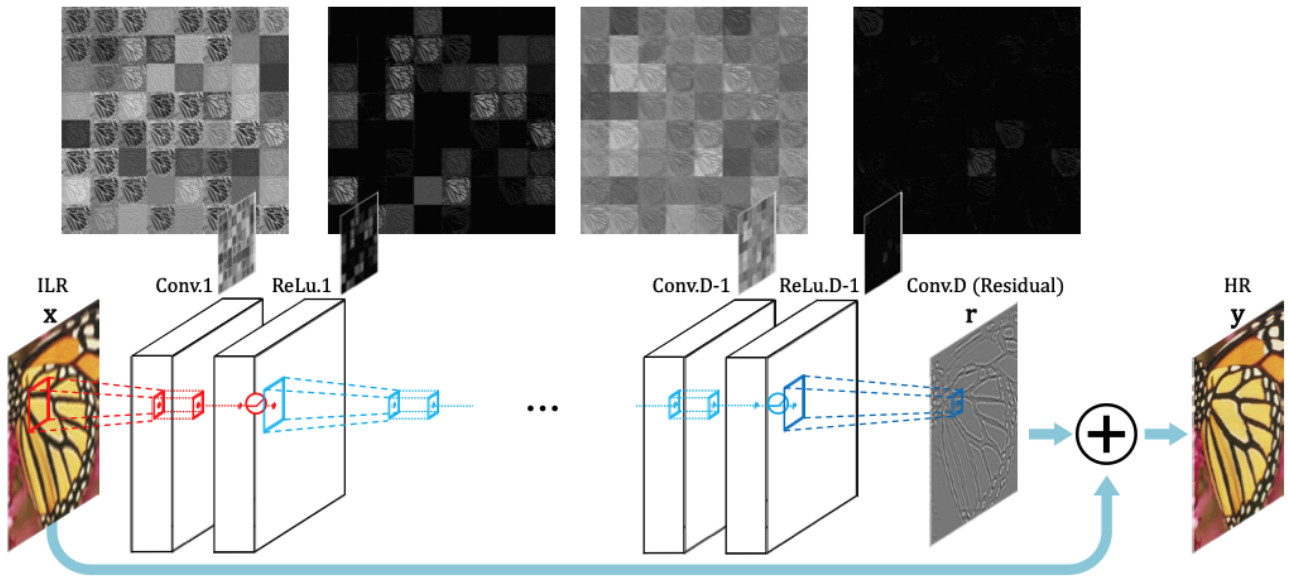 ILR
x
Conv.1
ReLu.1
...
Conv.D-1
ReLu.D-1
Conv.D (Residual)
r
HR
y